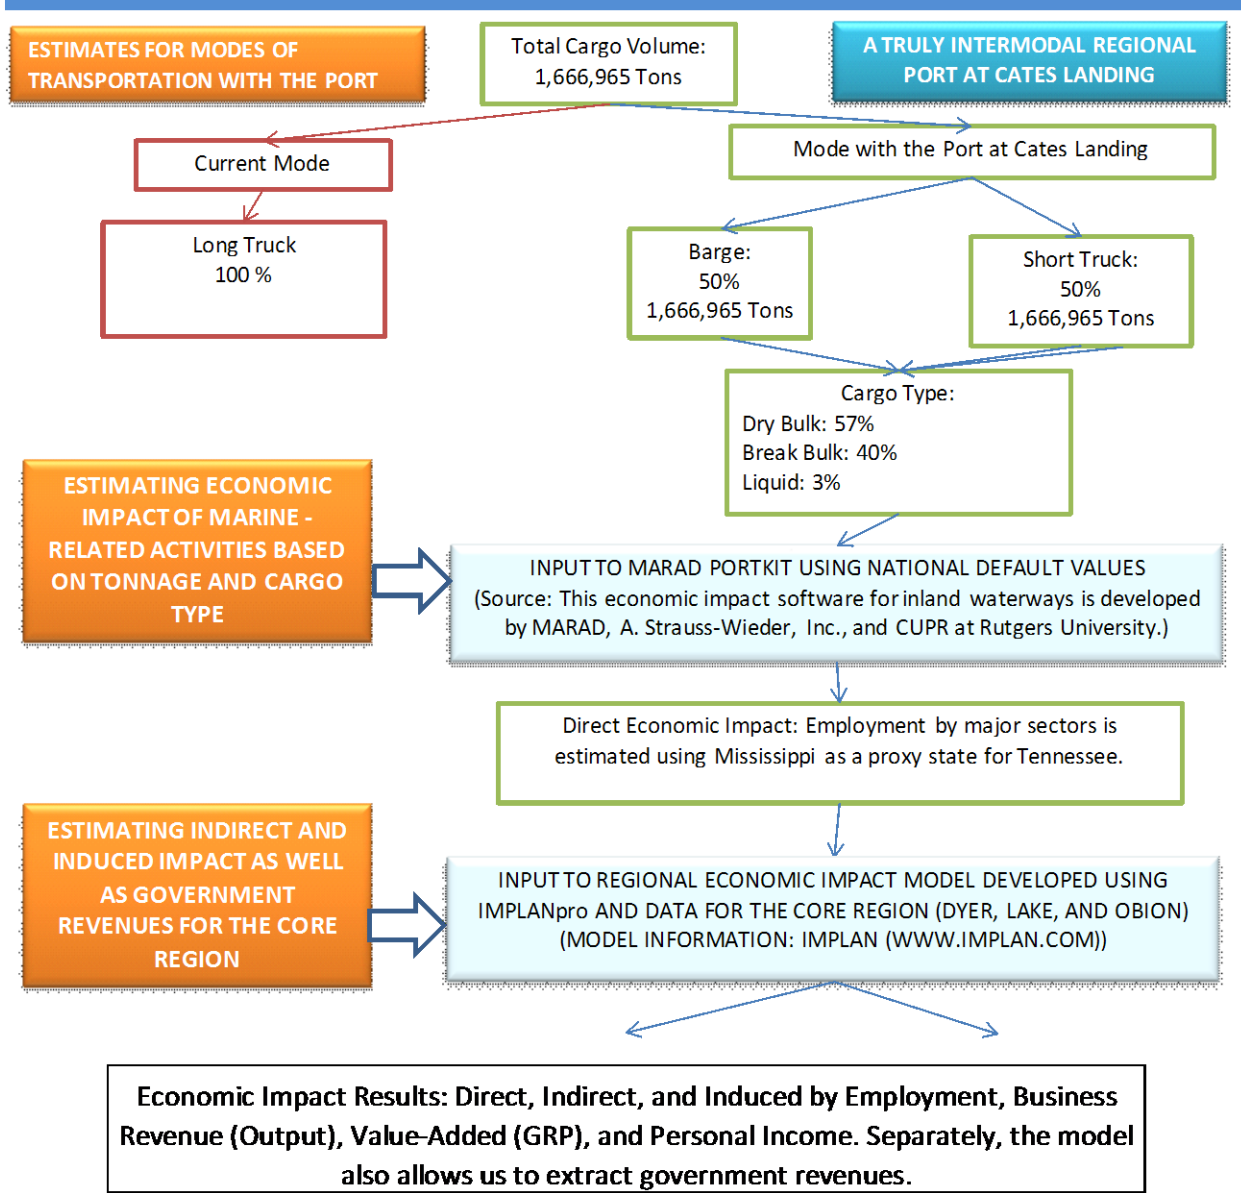 ESTIMATES FOR MODES OF
TRANSPORTATION WITH THE PORT
Total Cargo Volume:
1,666,965 Tons
A TRULY INTERMODAL REGIONAL
PORT AT CATES LANDING
Current Mode
Mode with the Port at Cates Landing
Long Truck
100 %
Barge:
50%
1,666,965 Tons
Short Truck:
50%
1,666,965 Tons
Cargo Type:
Dry Bulk: 57%
Break Bulk: 40%
Liquid: 3%
ESTIMATING ECONOMIC
IMPACT OF MARINE -
RELATED ACTIVITIES BASED
ON TONNAGE AND CARGO
TYPE
INPUT TO MARAD PORTKIT USING NATIONAL DEFAULT VALUES
(Source: This economic impact software for inland waterways is developed
by MARAD, A. Strauss-Wieder, Inc., and CUPR at Rutgers University.)
Direct Economic Impact: Employment by major sectors is
estimated using Mississippi as a proxy state for Tennessee.
ESTIMATING INDIRECT AND
INDUCED IMPACT AS WELL
AS GOVERNMENT
REVENUES FOR THE CORE
REGION
INPUT TO REGIONAL ECONOMIC IMPACT MODEL DEVELOPED USING
IMPLANpro AND DATA FOR THE CORE REGION (DYER, LAKE, AND OBION)
(MODEL INFORMATION: IMPLAN (WWW.IMPLAN.COM))
Economic Impact Results: Direct, Indirect, and Induced by Employment, Business
Revenue (Output), Value-Added (GRP), and Personal Income. Separately, the model
also allows us to extract government revenues.